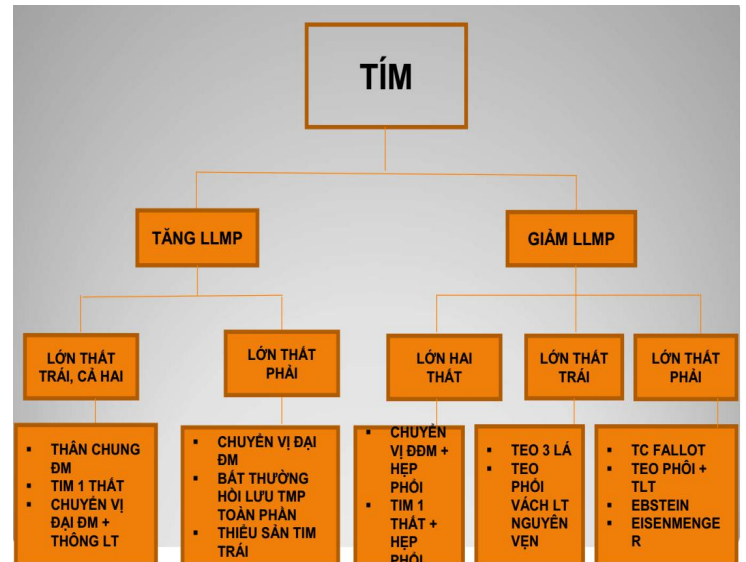 TÍM
TĂNG LLMP
GIẢM LLMP
LỚN THẤT
TRÁI, CẢ HAI
LỚN THẤT
PHẢI
LỚN HAI
THẤT
LỚN THẤT
TRÁI
LỚN THẤT
PHẢI
▪ THÂN CHUNG
ĐM
▪ TIM 1 THẤT
▪ CHUYỂN VỊ
ĐẠI ĐM +
THÔNG LT
▪ CHUYỂN VỊ ĐẠI
ĐM
▪ BẤT THƯỜNG
HỒI LƯU TMP
TOÀN PHẦN
▪ THIỂU SẢN TIM
TRÁI
▪ CHUYỂN
VỊ ĐĐM +
HẸP
PHỔI
▪ TIM 1
THẤT +
HẸP
PHỔI
▪ TEO 3 LÁ
▪ TEO
PHỔI
VÁCH LT
NGUYÊN
VẸN
▪ TC FALLOT
▪ TEO PHỔI +
TLT
▪ EBSTEIN
▪ EISENMENGE
R